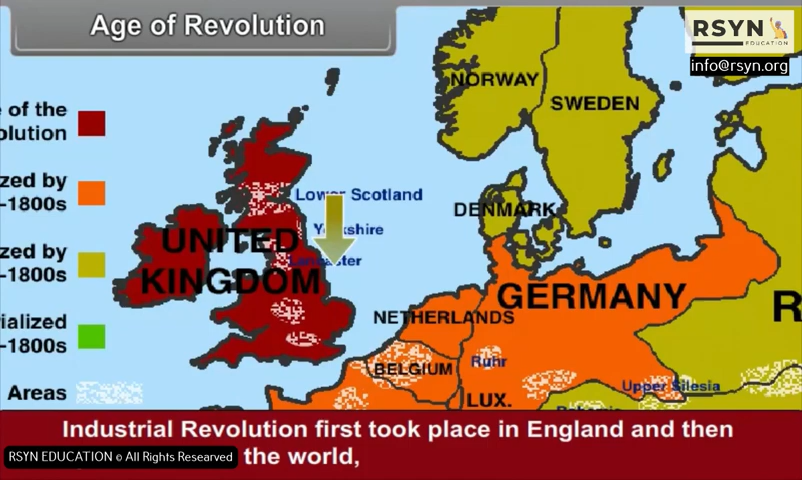 Age of Revolution
RSYN
EDUCATION
info@rsyn.org
NORWAY
SWEDEN
e of the
olution
Lower Scotland
zed by
-1800s
DENMARK
Yorkshire
UNITED
KINGDOM
Lancaster
zed by
-1800s
GERMANY
R
NETHERLANDS
ialized
-1800s
BELGIUM
Ruhr
Upper Silesia
Areas
LUX.
Industrial Revolution first took place in England and then
RSYN EDUCATION © All Rights Researved
the world,